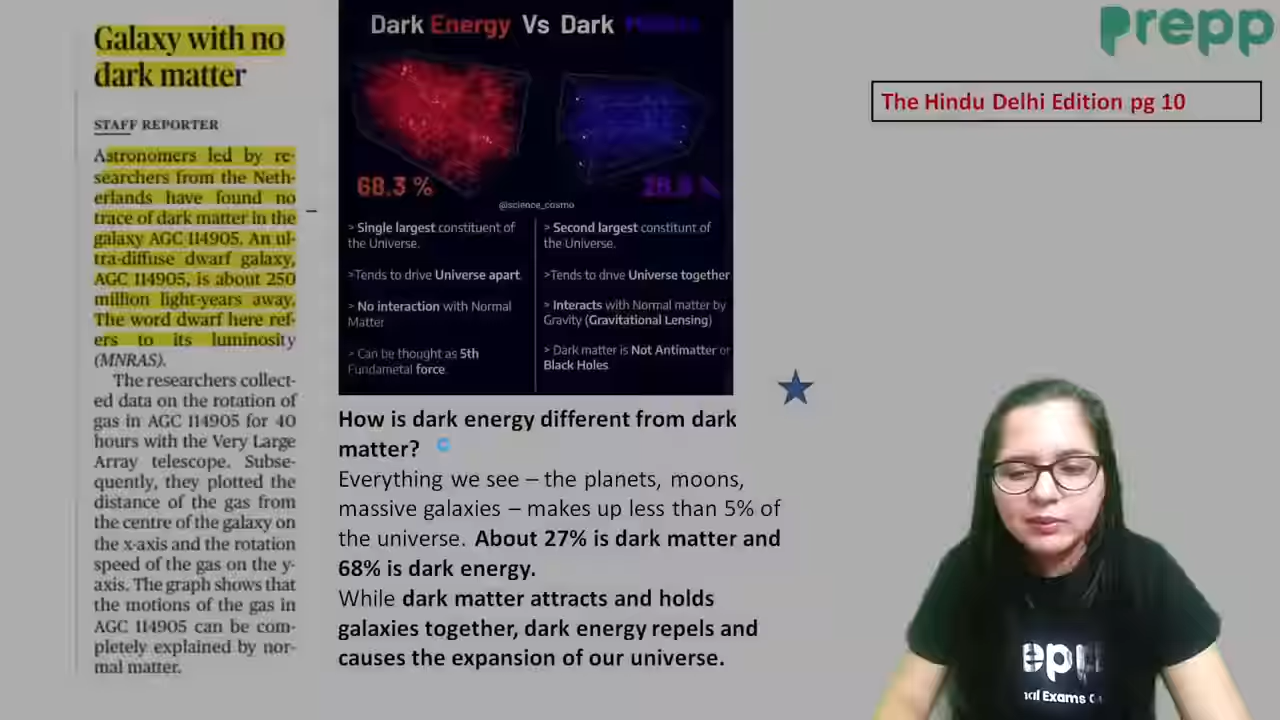 Galaxy with no
dark matter
STAFF REPORTER
Astronomers led by re-
searchers from the Neth-
erlands have found no
trace of dark matter in the
galaxy AGC 114905. An ul-
tra-diffuse dwarf galaxy,
AGC 114905, is about 250
million light-years away.
The word dwarf here ref-
ers to its luminosity
(MNRAS).
The researchers collect-
ed data on the rotation of
gas in AGC 114905 for 40
hours with the Very Large
Array telescope. Subse-
quently, they plotted the
distance of the gas from
the centre of the galaxy on
the x-axis and the rotation
speed of the gas on the y-
axis. The graph shows that
the motions of the gas in
AGC 114905 can be com-
pletely explained by nor-
mal matter.
Dark Energy Vs Dark
68.3 %
@science_cosmo
> Single largest constituent of
the Universe.
>Tends to drive Universe apart
> No interaction with Normal
Matter
> Can be thought as 5th
Fundametal force
> Second largest constitunt of
the Universe.
>Tends to drive Universe together
> Interacts with Normal matter by
Gravity (Gravitational Lensing)
> Dark matter is Not Antimatter or
Black Holes
How is dark energy different from dark
matter?
Everything we see – the planets, moons,
massive galaxies – makes up less than 5% of
the universe. About 27% is dark matter and
68% is dark energy.
While dark matter attracts and holds
galaxies together, dark energy repels and
causes the expansion of our universe.
prepp
The Hindu Delhi Edition pg 10